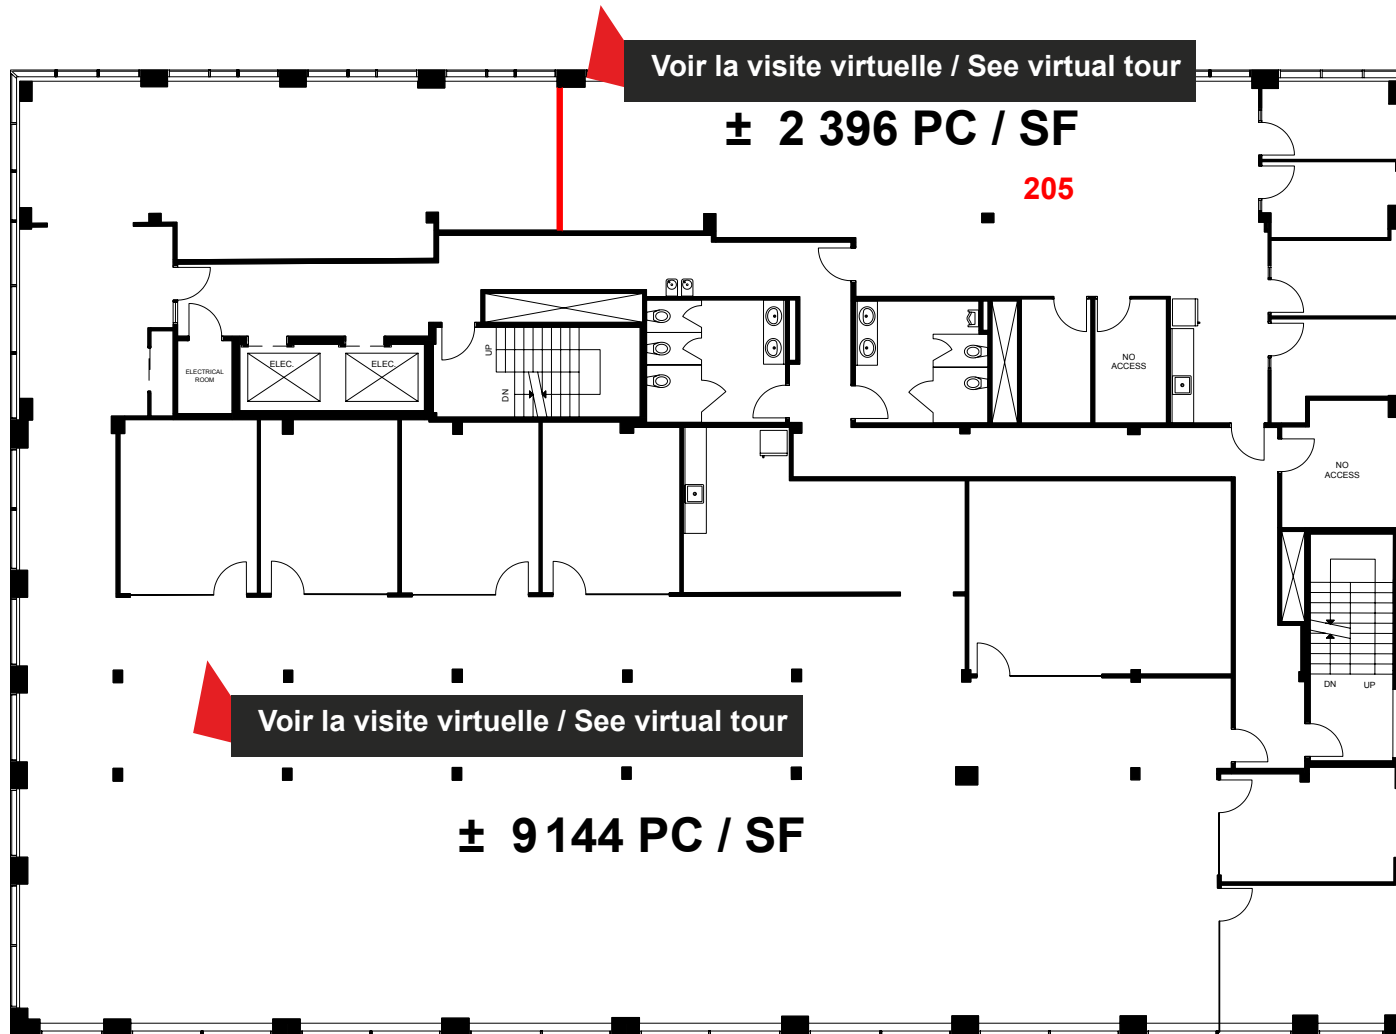 Voir la visite virtuelle / See virtual tour
± 2 396 PC / SF
205
UP
ELEC.
ELEC.
ELECTRICAL
ROOM
DN
NO
ACCESS
NO
ACCESS
DN UP
Voir la visite virtuelle / See virtual tour
± 9 144 PC / SF